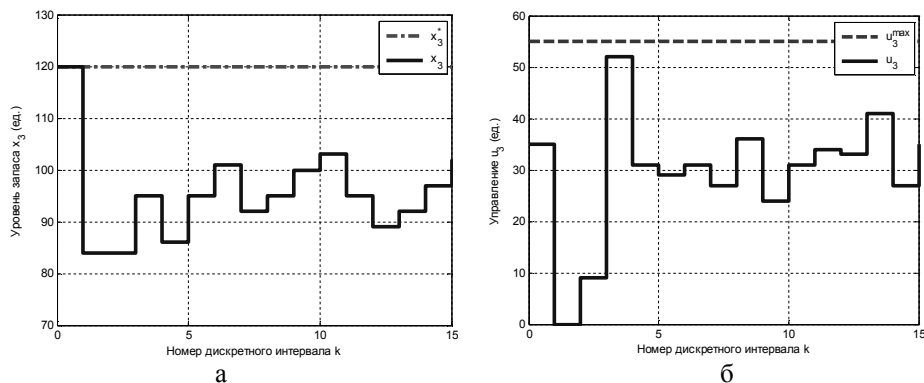 130
120
110
100
90
80
70
0
5
10
15
Уровень запаса x₃ (ед.)
Номер дискретного интервала k
x₃*
x₃
а
60
50
40
30
20
10
0
0
5
10
15
Управление u₃ (ед.)
Номер дискретного интервала k
u₃ᵐᵃˣ
u₃
б